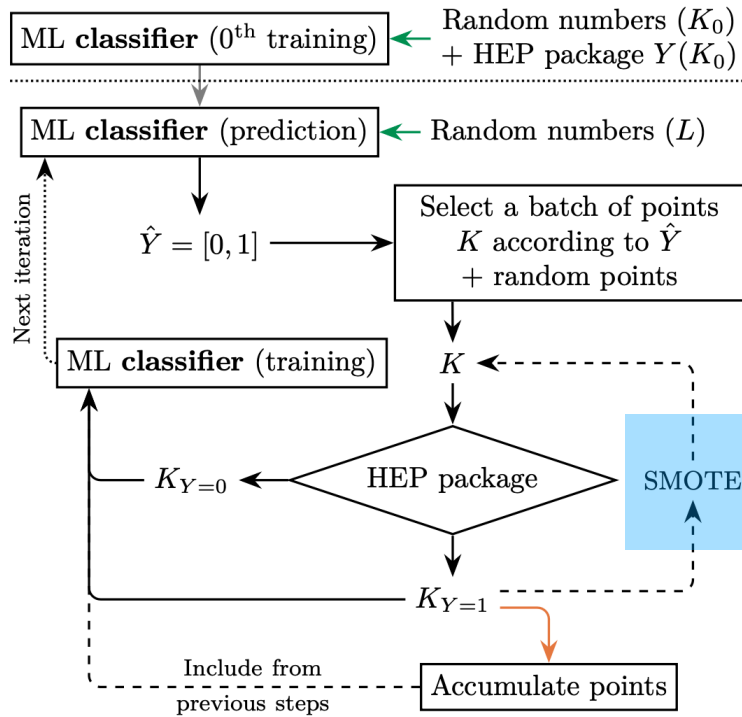 ML classifier (0th training)
Random numbers (K₀)
+ HEP package Y(K₀)
ML classifier (prediction)
Random numbers (L)
Next iteration
Ŷ = [0, 1]
Select a batch of points
K according to Ŷ
+ random points
ML classifier (training)
K
HEP package
SMOTE
K_{Y=0}
K_{Y=1}
Include from
previous steps
Accumulate points